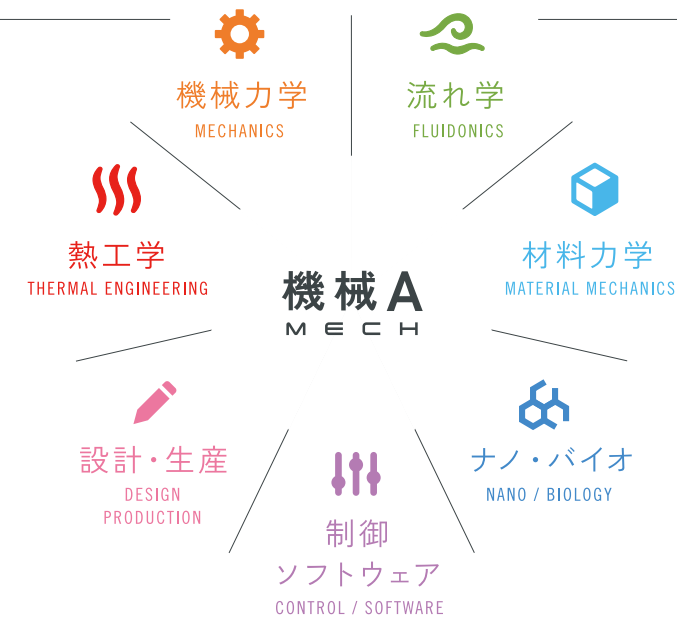 機械力学
MECHANICS
流れ学
FLUIDONICS
熱工学
THERMAL ENGINEERING
材料力学
MATERIAL MECHANICS
機械A
MECH
設計・生産
DESIGN
PRODUCTION
ナノ・バイオ
NANO / BIOLOGY
制御
ソフトウェア
CONTROL / SOFTWARE